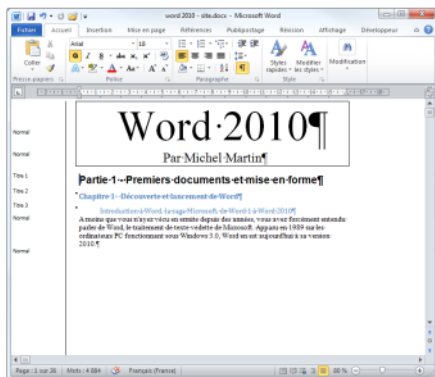 word 2010 - site.docx - Microsoft Word
Fichier Accueil Insertion Mise en page Références Publipostage Révision Affichage Développeur
Arial 18
Coller
Styles rapides Modifier les styles Modification
Presse-papiers Police Paragraphe Style
Normal
Word·2010¶
Normal
Par·Michel·Martin¶
Titre 1
Partie·1·-·Premiers·documents·et·mise·en·forme¶
Titre 2
Chapitre·1·-·Découverte·et·lancement·de·Word¶
Titre 3
Introduction·à·Word,·la·saga·Microsoft·de·Word·1·à·Word·2010¶
Normal
A·moins·que·vous·n'ayez·vécu·en·ermite·depuis·des·années,·vous·avez·forcément·entendu·
parler·de·Word,·le·traitement·de·texte·vedette·de·Microsoft.·Apparu·en·1989·sur·les·
ordinateurs·PC·fonctionnant·sous·Windows·3.0,·Word·en·est·aujourd'hui·à·sa·version·
2010.¶
Normal
Page : 1 sur 26 Mots : 4 884 Français (France) 88 %